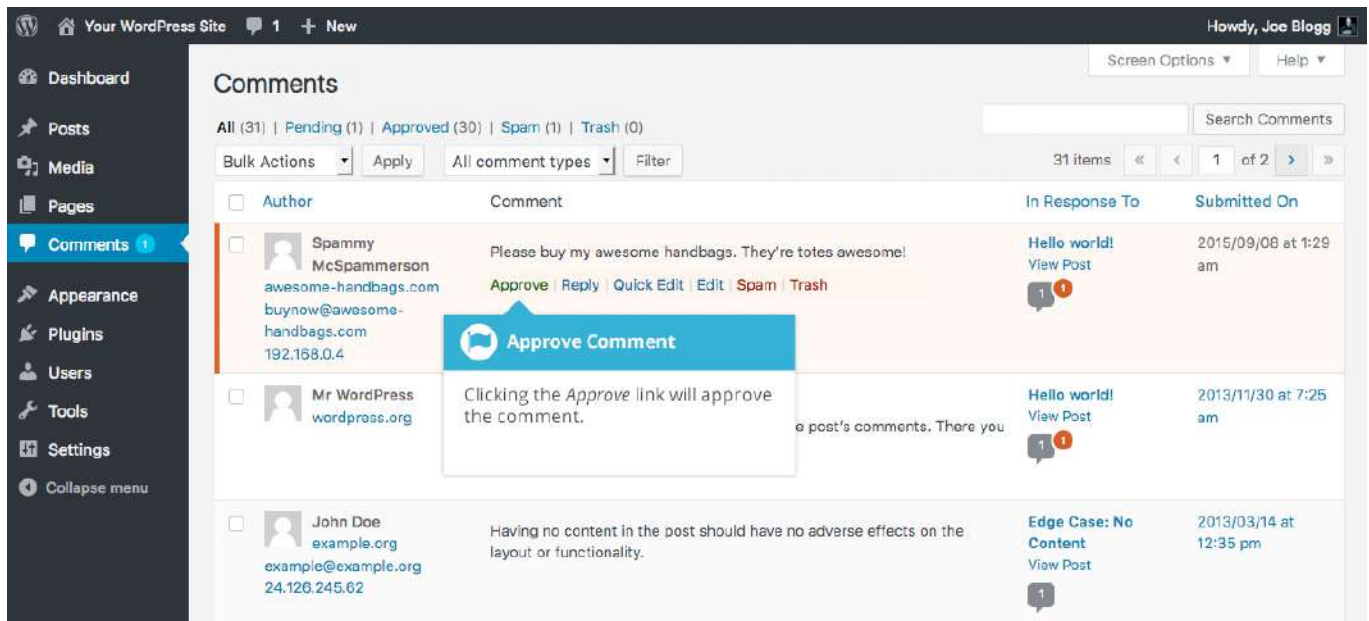 Your WordPress Site 1 + New Howdy, Joe Blogg
Screen Options ▼ Help ▼
Dashboard
Posts
Media
Pages
Comments 1
Appearance
Plugins
Users
Tools
Settings
Collapse menu
Comments
All (31) | Pending (1) | Approved (30) | Spam (1) | Trash (0)
Search Comments
Bulk Actions Apply All comment types Filter 31 items « ‹ 1 of 2 › »
Author Comment In Response To Submitted On
Spammy
McSpammerson
awesome-handbags.com
buynow@awesome-
handbags.com
192.168.0.4
Please buy my awesome handbags. They're totes awesome!
Approve | Reply | Quick Edit | Edit | Spam | Trash
Hello world!
View Post
1 1
2015/09/08 at 1:29
am
Approve Comment
Clicking the Approve link will approve
the comment.
Mr WordPress
wordpress.org
e post's comments. There you
Hello world!
View Post
1 1
2013/11/30 at 7:25
am
John Doe
example.org
example@example.org
24.126.245.62
Having no content in the post should have no adverse effects on the
layout or functionality.
Edge Case: No
Content
View Post
1
2013/03/14 at
12:35 pm